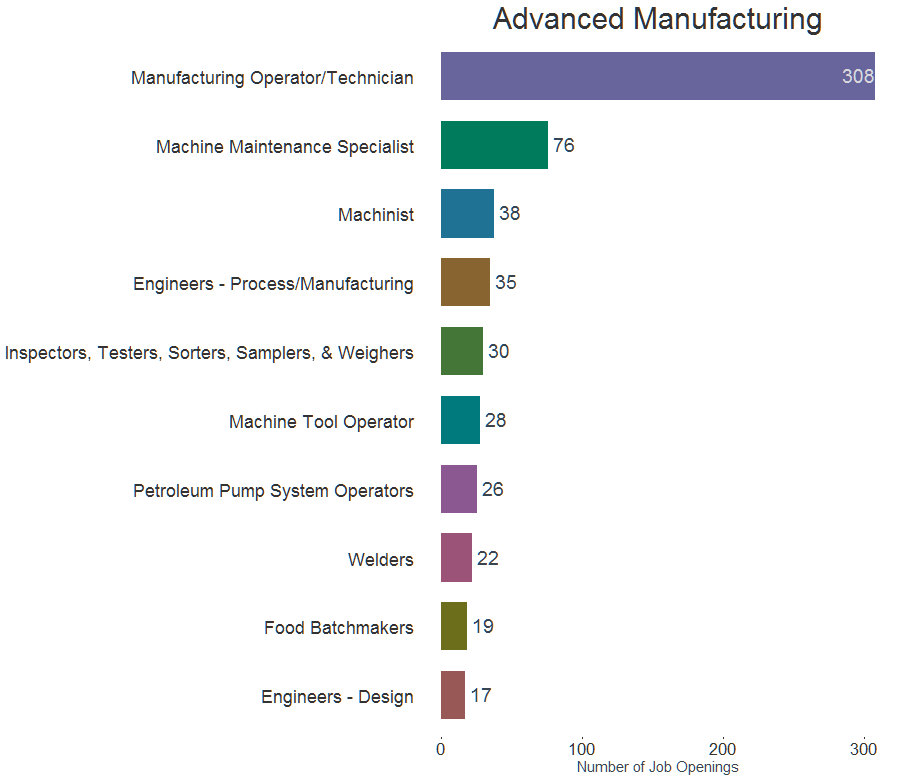 Advanced Manufacturing
Manufacturing Operator/Technician 308
Machine Maintenance Specialist 76
Machinist 38
Engineers - Process/Manufacturing 35
Inspectors, Testers, Sorters, Samplers, & Weighers 30
Machine Tool Operator 28
Petroleum Pump System Operators 26
Welders 22
Food Batchmakers 19
Engineers - Design 17
0 100 200 300
Number of Job Openings